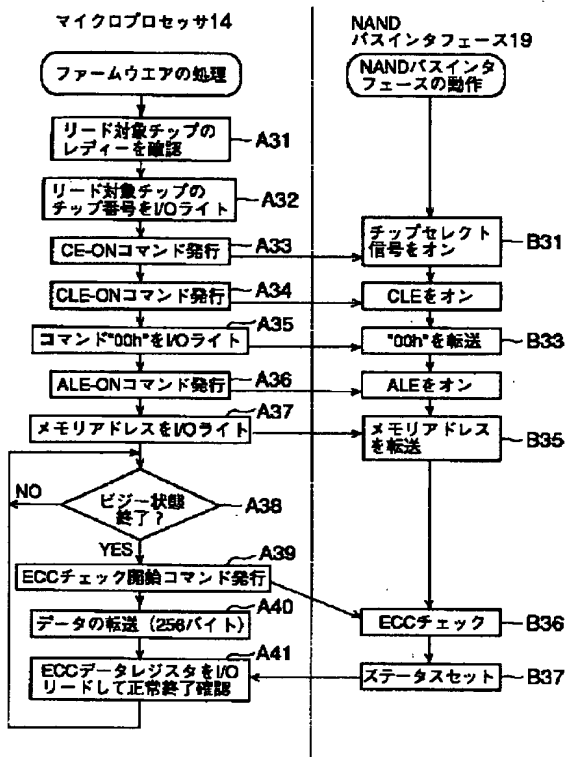 マイクロプロセッサ14
ファームウエアの処理
リード対象チップの
レディーを確認
A31
リード対象チップの
チップ番号をI/Oライト
A32
CE-ONコマンド発行
A33
CLE-ONコマンド発行
A34
コマンド"00h"をI/Oライト
A35
ALE-ONコマンド発行
A36
メモリアドレスをI/Oライト
A37
ビジー状態
終了?
A38
NO
YES
ECCチェック開始コマンド発行
A39
データの転送(256バイト)
A40
ECCデータレジスタをI/O
リードして正常終了確認
A41
NAND
バスインタフェース19
NANDバスインタ
フェースの動作
チップセレクト
信号をオン
B31
CLEをオン
"00h"を転送
B33
ALEをオン
メモリアドレス
を転送
B35
ECCチェック
B36
ステータスセット
B37